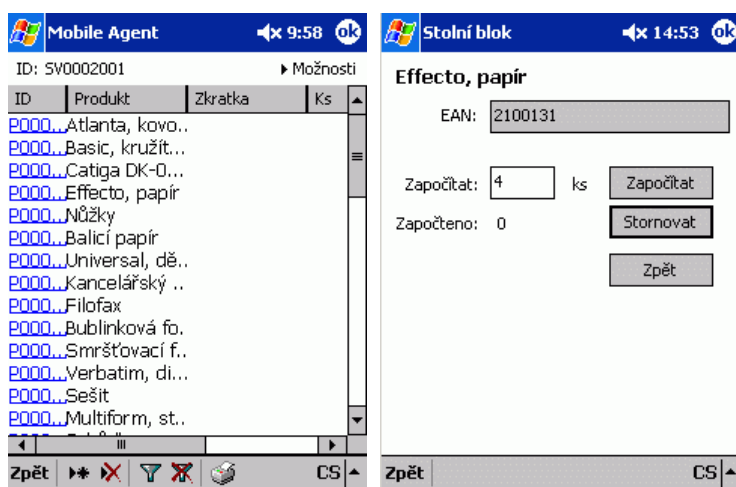 Mobile Agent 9:58 ok
ID: SV0002001 Možnosti
ID Produkt Zkratka Ks
P000... Atlanta, kovo..
P000... Basic, kružít...
P000... Catiga DK-0...
P000... Effecto, papír
P000... Nůžky
P000... Balicí papír
P000... Universal, dě..
P000... Kancelářský ..
P000... Filofax
P000... Bublinková fo.
P000... Smršťovací f..
P000... Verbatim, di...
P000... Sešit
P000... Multiform, st..
Zpět CS
Stolní blok 14:53 ok
Effecto, papír
EAN: 2100131
Započítat: 4 ks Započítat
Započteno: 0 Stornovat
Zpět
Zpět CS